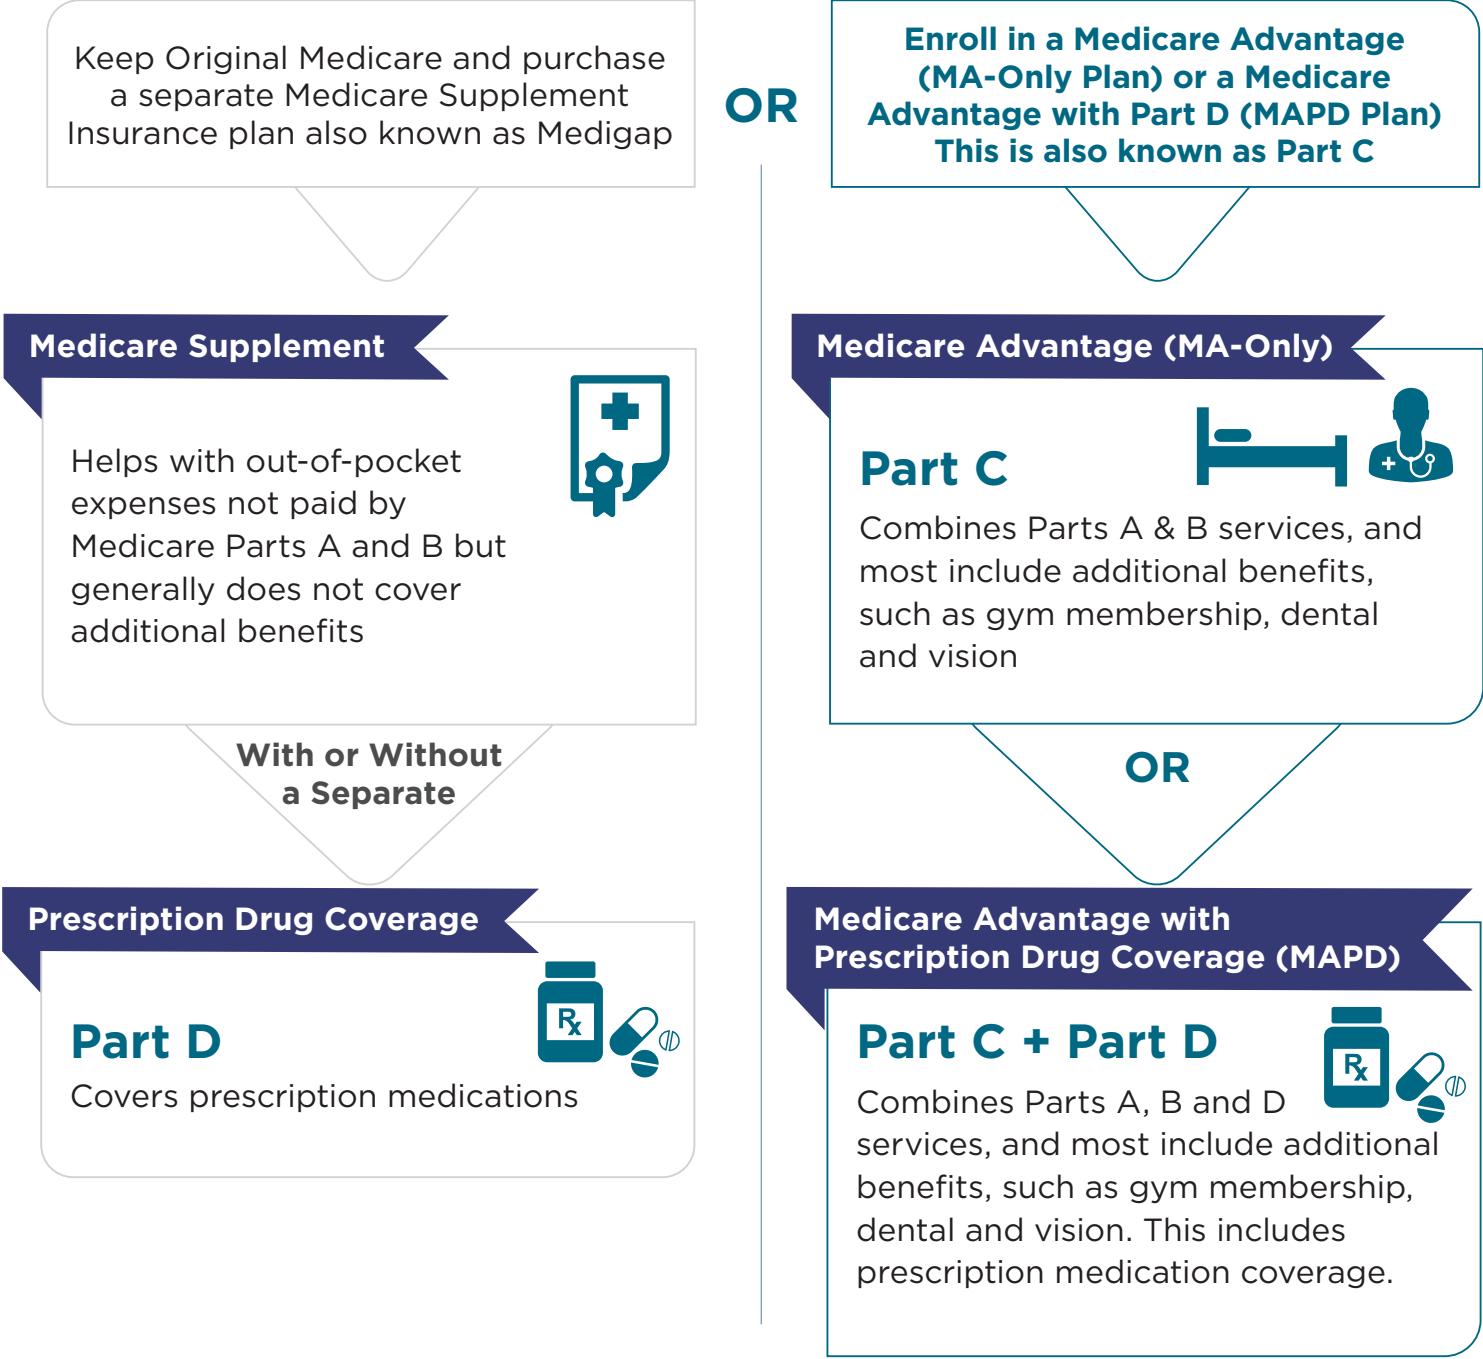 Keep Original Medicare and purchase
a separate Medicare Supplement
Insurance plan also known as Medigap
OR
Enroll in a Medicare Advantage
(MA-Only Plan) or a Medicare
Advantage with Part D (MAPD Plan)
This is also known as Part C
Medicare Supplement
Helps with out-of-pocket
expenses not paid by
Medicare Parts A and B but
generally does not cover
additional benefits
With or Without
a Separate
Prescription Drug Coverage
Part D
Rx
Covers prescription medications
Medicare Advantage (MA-Only)
Part C
Combines Parts A & B services, and
most include additional benefits,
such as gym membership, dental
and vision
OR
Medicare Advantage with
Prescription Drug Coverage (MAPD)
Part C + Part D
Rx
Combines Parts A, B and D
services, and most include additional
benefits, such as gym membership,
dental and vision. This includes
prescription medication coverage.